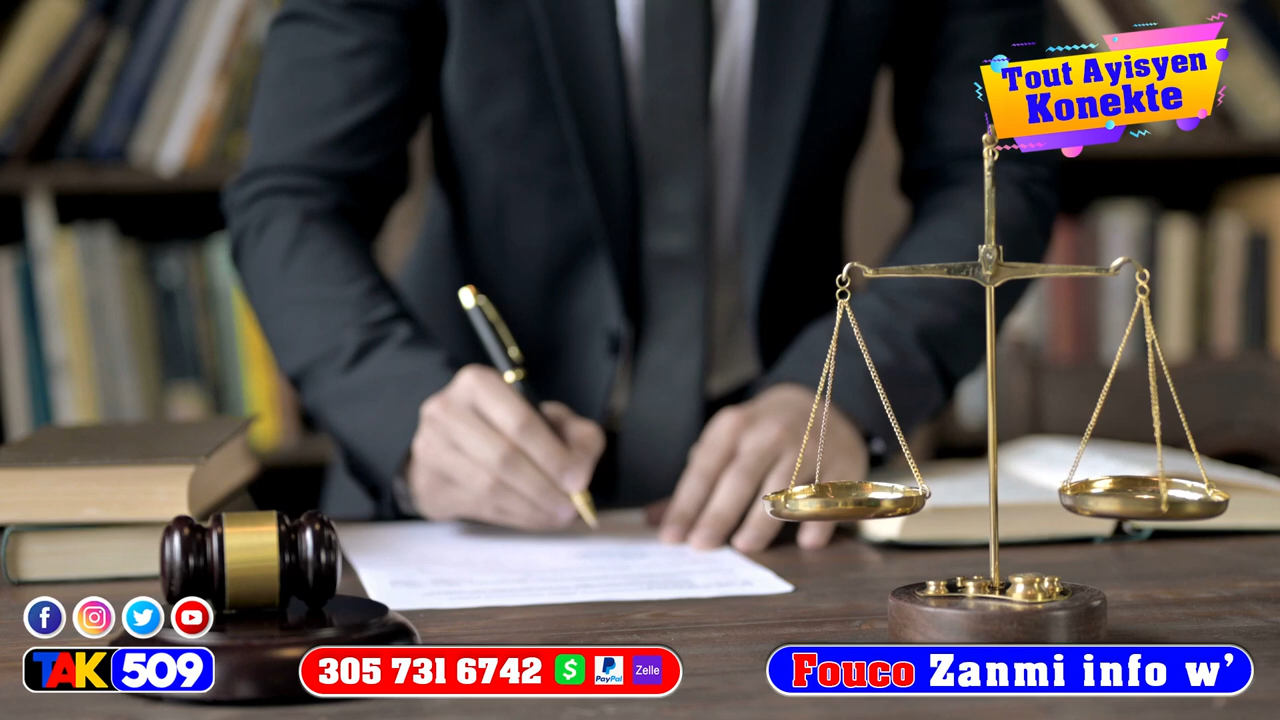 Tout Ayisyen
Konekte
TAK 509
305 731 6742
$
PayPal
Zelle
Fouco Zanmi info w'